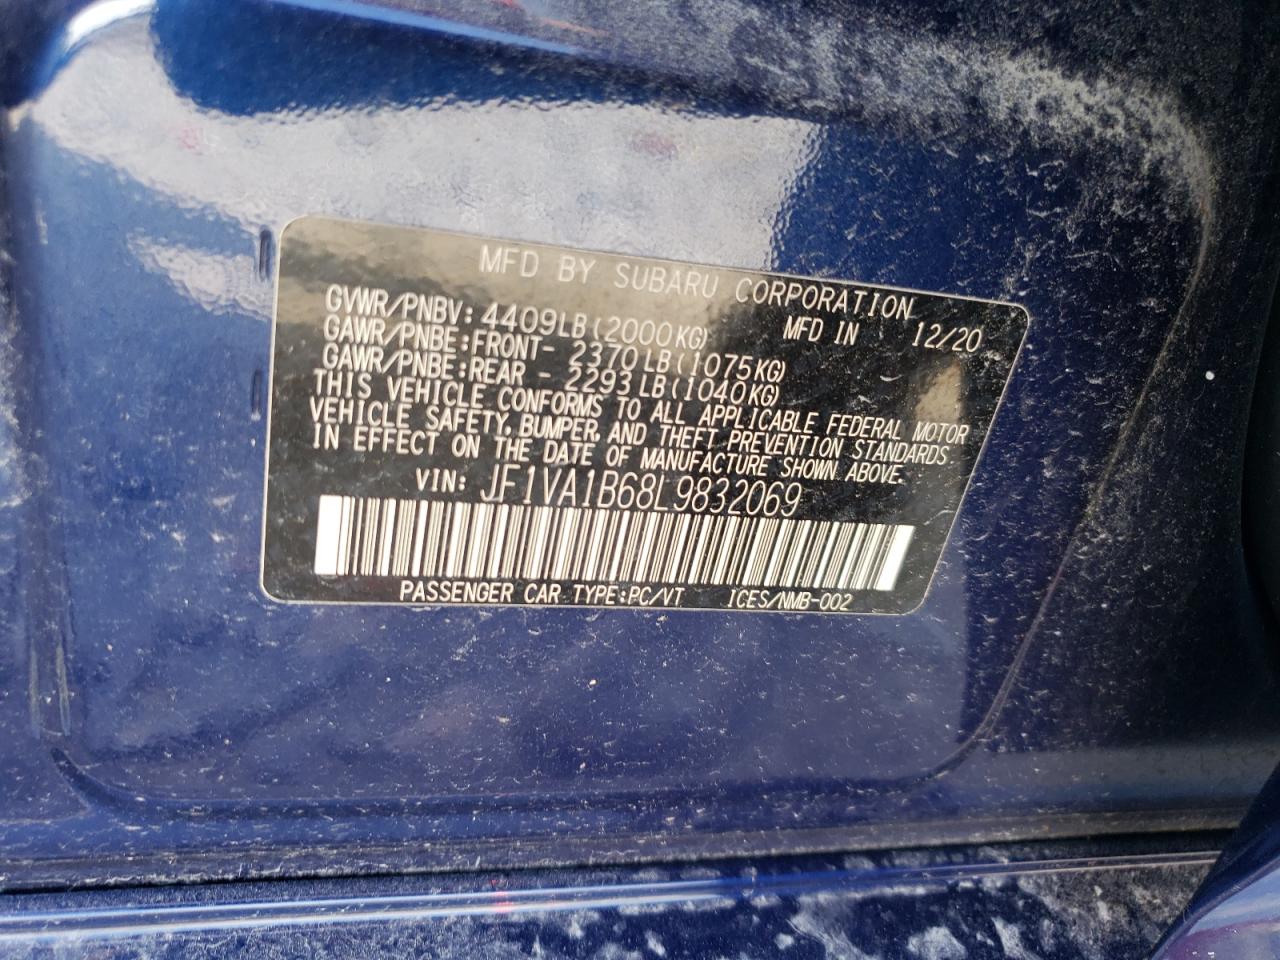 MFD BY SUBARU CORPORATION
GVWR/PNBV: 4409LB(2000KG) MFD IN 12/20
GAWR/PNBE:FRONT- 2370LB(1075KG)
GAWR/PNBE:REAR - 2293LB(1040KG)
THIS VEHICLE CONFORMS TO ALL APPLICABLE FEDERAL MOTOR
VEHICLE SAFETY, BUMPER, AND THEFT PREVENTION STANDARDS
IN EFFECT ON THE DATE OF MANUFACTURE SHOWN ABOVE.
VIN: JF1VA1B68L9832069
PASSENGER CAR TYPE:PC/VT ICES/NMB-002